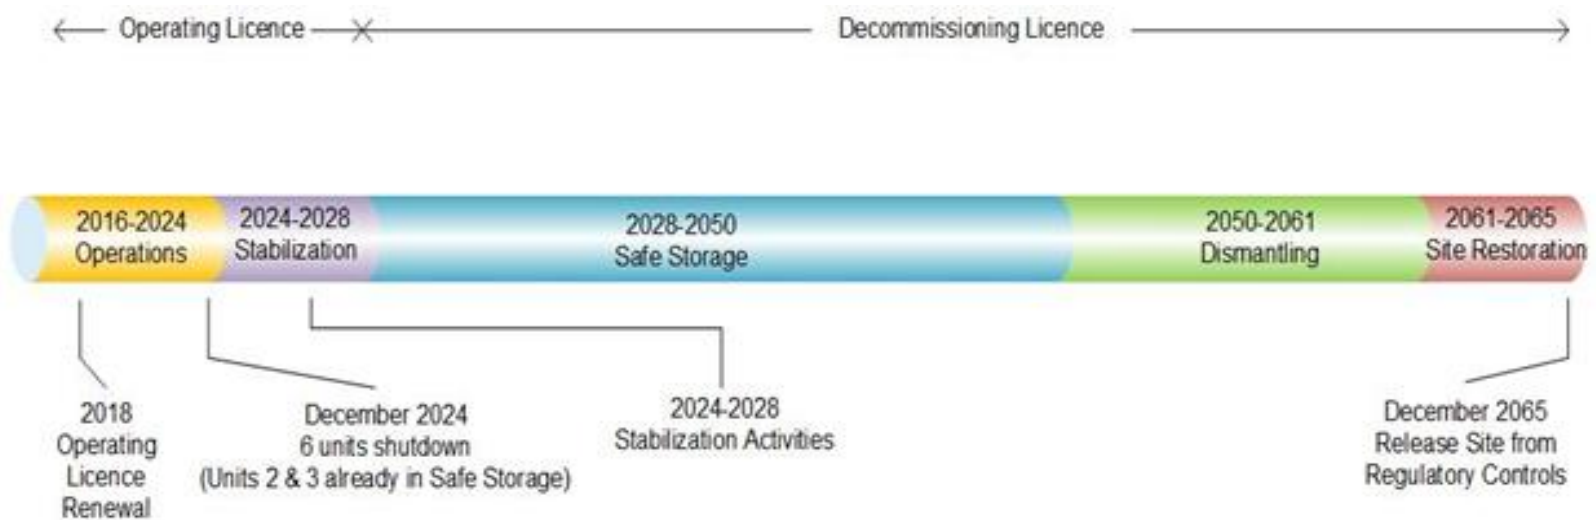 Operating Licence
Decommissioning Licence
2016-2024
Operations
2024-2028
Stabilization
2028-2050
Safe Storage
2050-2061
Dismantling
2061-2065
Site Restoration
2018
Operating
Licence
Renewal
December 2024
6 units shutdown
(Units 2 & 3 already in Safe Storage)
2024-2028
Stabilization Activities
December 2065
Release Site from
Regulatory Controls